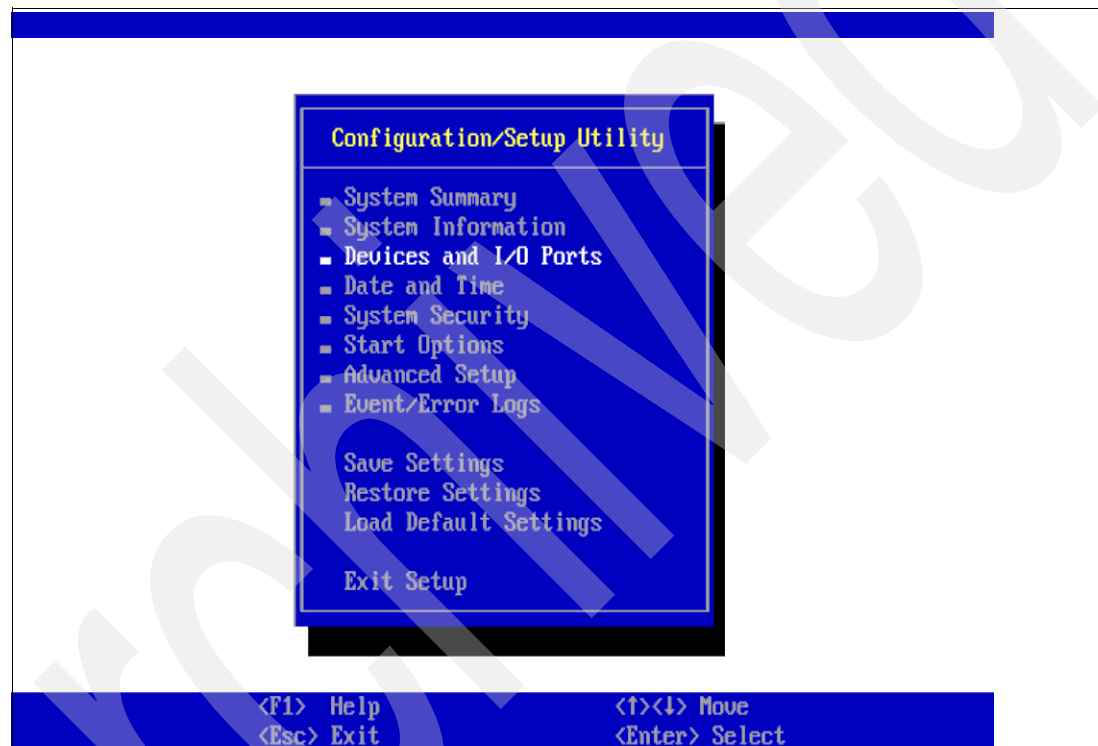 Configuration/Setup Utility
System Summary
System Information
Devices and I/O Ports
Date and Time
System Security
Start Options
Advanced Setup
Event/Error Logs
Save Settings
Restore Settings
Load Default Settings
Exit Setup
<F1> Help <↑><↓> Move
<Esc> Exit <Enter> Select